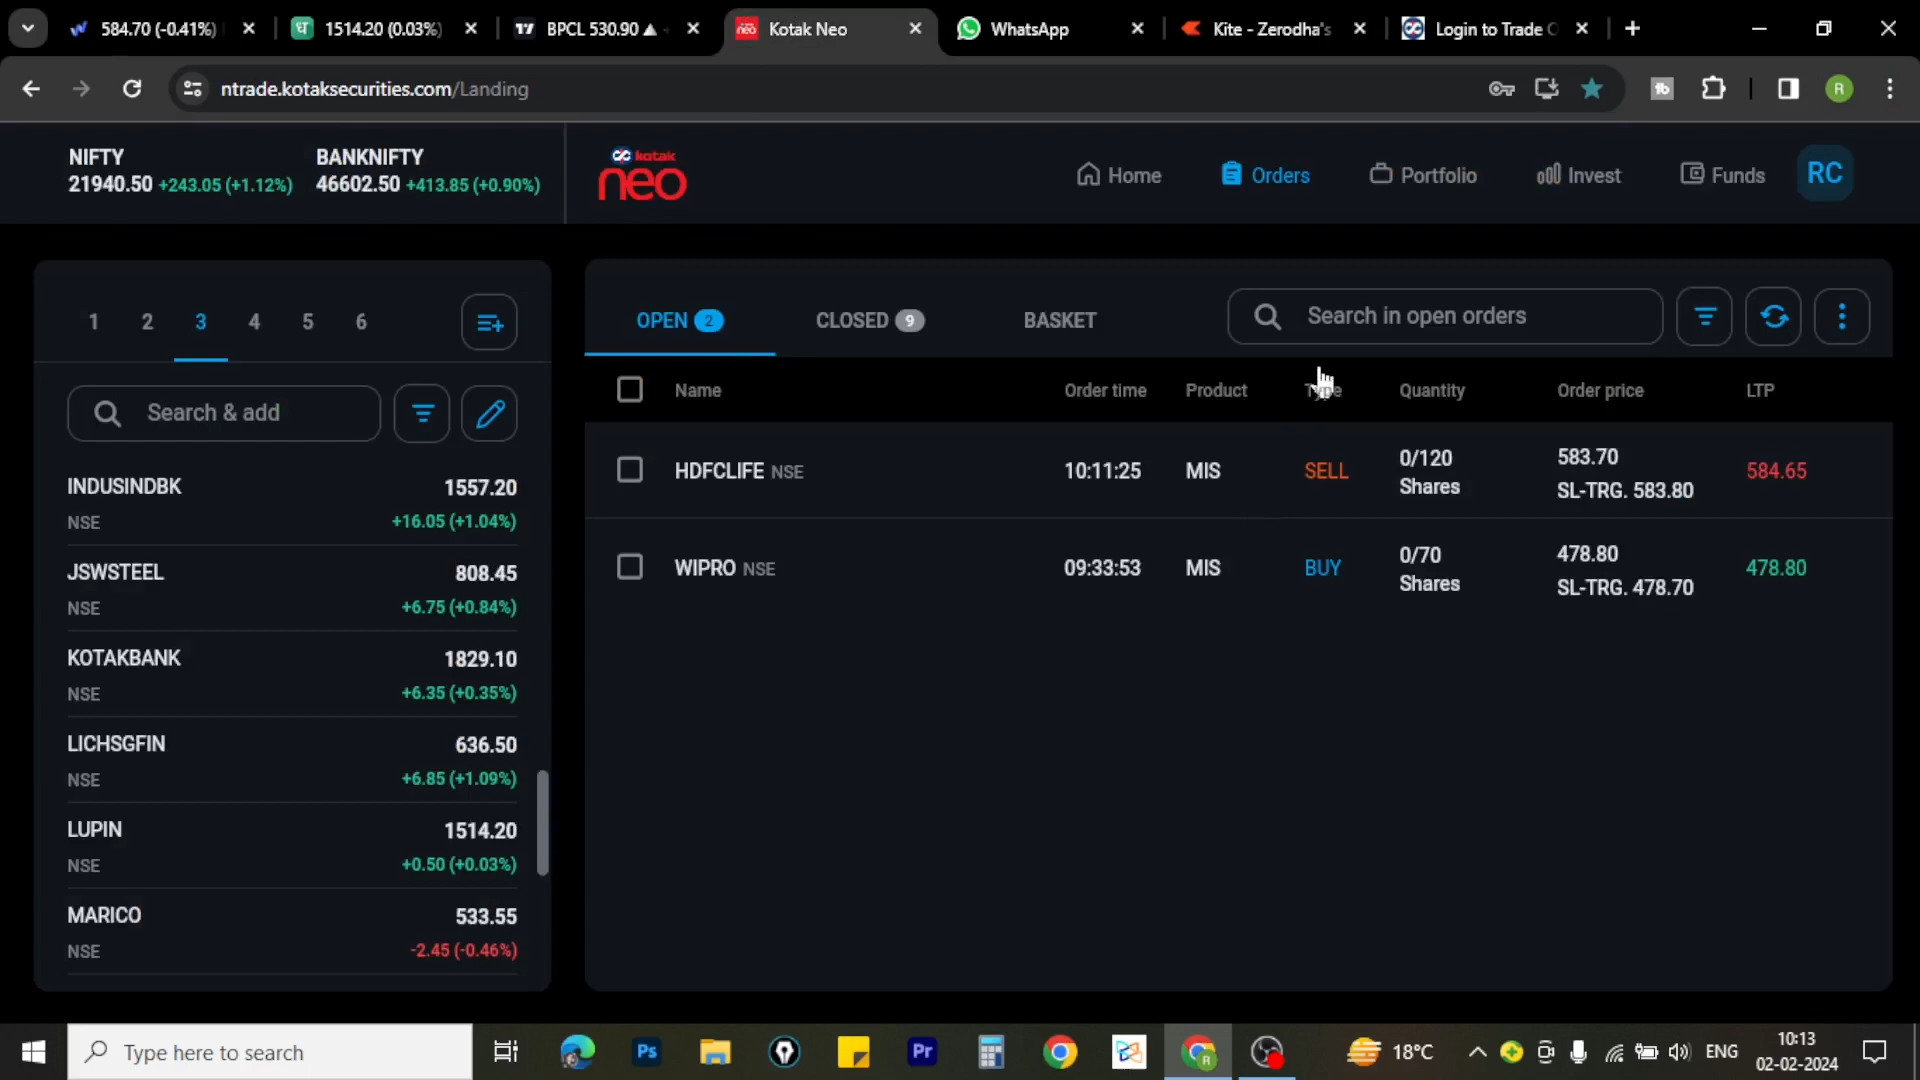 584.70 (-0.41%)
1514.20 (0.03%)
BPCL 530.90 ▲
Kotak Neo
WhatsApp
Kite - Zerodha's
Login to Trade
ntrade.kotaksecurities.com/Landing
R
NIFTY
21940.50 +243.05 (+1.12%)
BANKNIFTY
46602.50 +413.85 (+0.90%)
kotak
neo
Home
Orders
Portfolio
Invest
Funds
RC
1 2 3 4 5 6
Search & add
INDUSINDBK 1557.20
NSE +16.05 (+1.04%)
JSWSTEEL 808.45
NSE +6.75 (+0.84%)
KOTAKBANK 1829.10
NSE +6.35 (+0.35%)
LICHSGFIN 636.50
NSE +6.85 (+1.09%)
LUPIN 1514.20
NSE +0.50 (+0.03%)
MARICO 533.55
NSE -2.45 (-0.46%)
OPEN 2 CLOSED 9 BASKET
Search in open orders
Name Order time Product Type Quantity Order price LTP
HDFCLIFE NSE 10:11:25 MIS SELL 0/120 Shares 583.70 584.65
SL-TRG. 583.80
WIPRO NSE 09:33:53 MIS BUY 0/70 Shares 478.80 478.80
SL-TRG. 478.70
Type here to search
Ps
Pr
R
18°C
ENG
10:13
02-02-2024